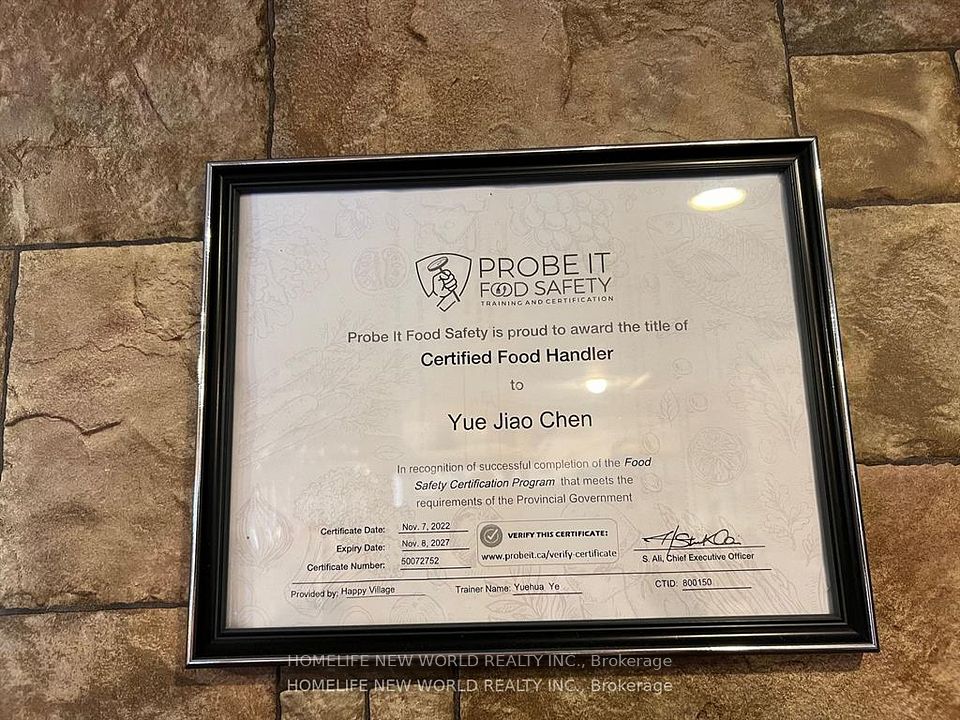 PROBE IT
FOOD SAFETY
TRAINING AND CERTIFICATION
Probe It Food Safety is proud to award the title of
Certified Food Handler
to
Yue Jiao Chen
In recognition of successful completion of the Food
Safety Certification Program that meets the
requirements of the Provincial Government
Certificate Date: Nov. 7, 2022
Expiry Date: Nov. 8, 2027
Certificate Number: 50072752
VERIFY THIS CERTIFICATE:
www.probeit.ca/verify-certificate
S. Ali, Chief Executive Officer
Provided by: Happy Village Trainer Name: Yuehua Ye CTID: 800150
HOMELIFE NEW WORLD REALTY INC., Brokerage
HOMELIFE NEW WORLD REALTY INC., Brokerage